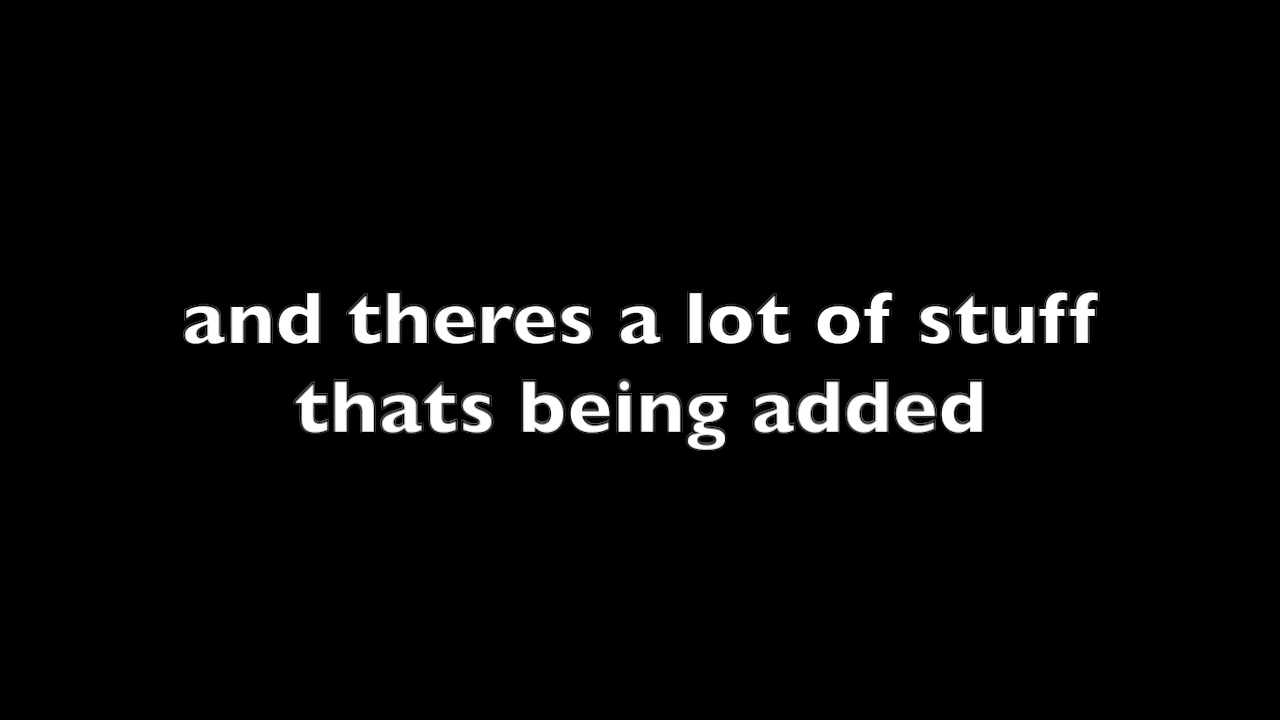 and theres a lot of stuff
thats being added